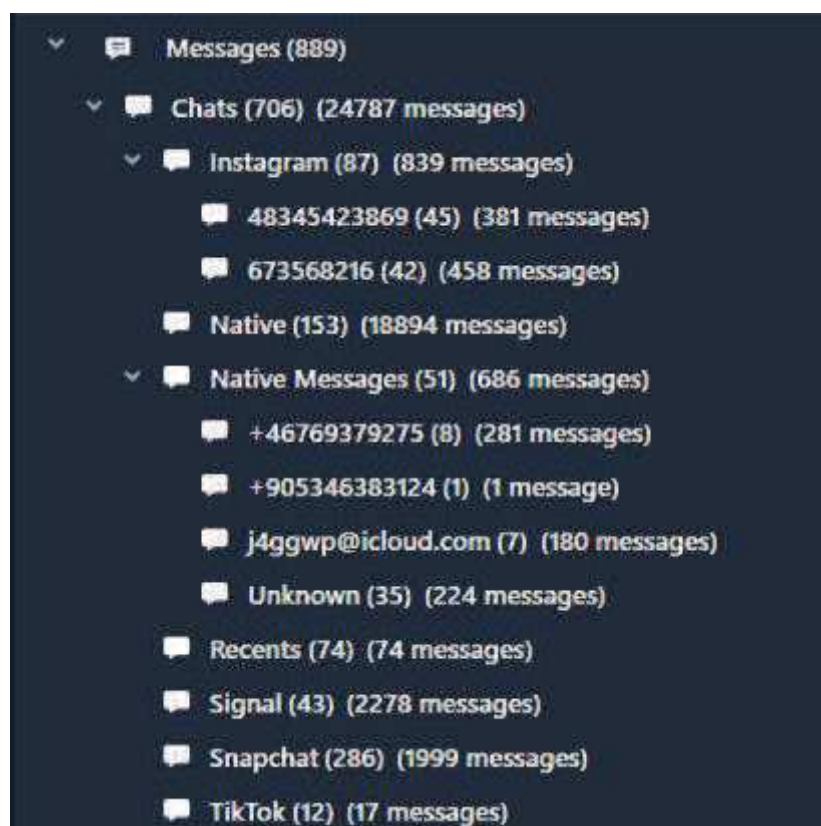 Messages (889)
Chats (706) (24787 messages)
Instagram (87) (839 messages)
48345423869 (45) (381 messages)
673568216 (42) (458 messages)
Native (153) (18894 messages)
Native Messages (51) (686 messages)
+46769379275 (8) (281 messages)
+905346383124 (1) (1 message)
j4ggwp@icloud.com (7) (180 messages)
Unknown (35) (224 messages)
Recents (74) (74 messages)
Signal (43) (2278 messages)
Snapchat (286) (1999 messages)
TikTok (12) (17 messages)